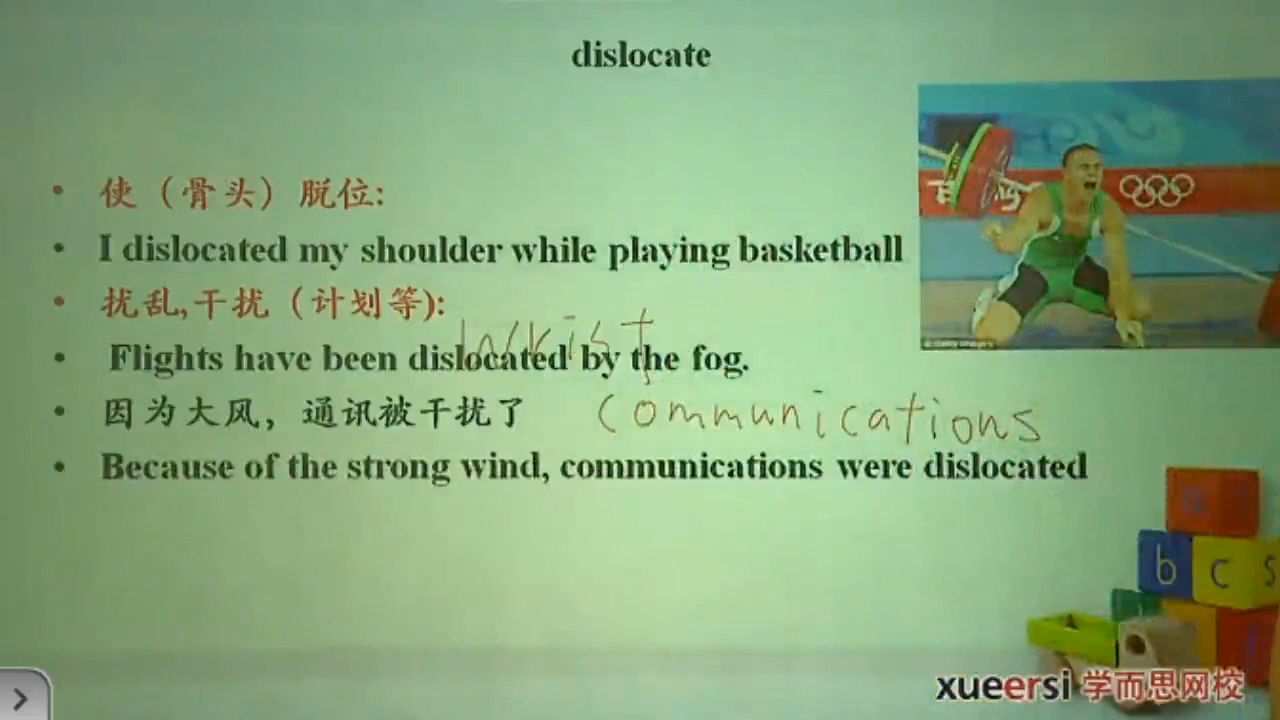 dislocate
• 使（骨头）脱位:
• I dislocated my shoulder while playing basketball
• 扰乱,干扰（计划等):
• Flights have been dislocated by the fog.
• 因为大风，通讯被干扰了
communications
• Because of the strong wind, communications were dislocated
b
c
s
xueersi 学而思网校